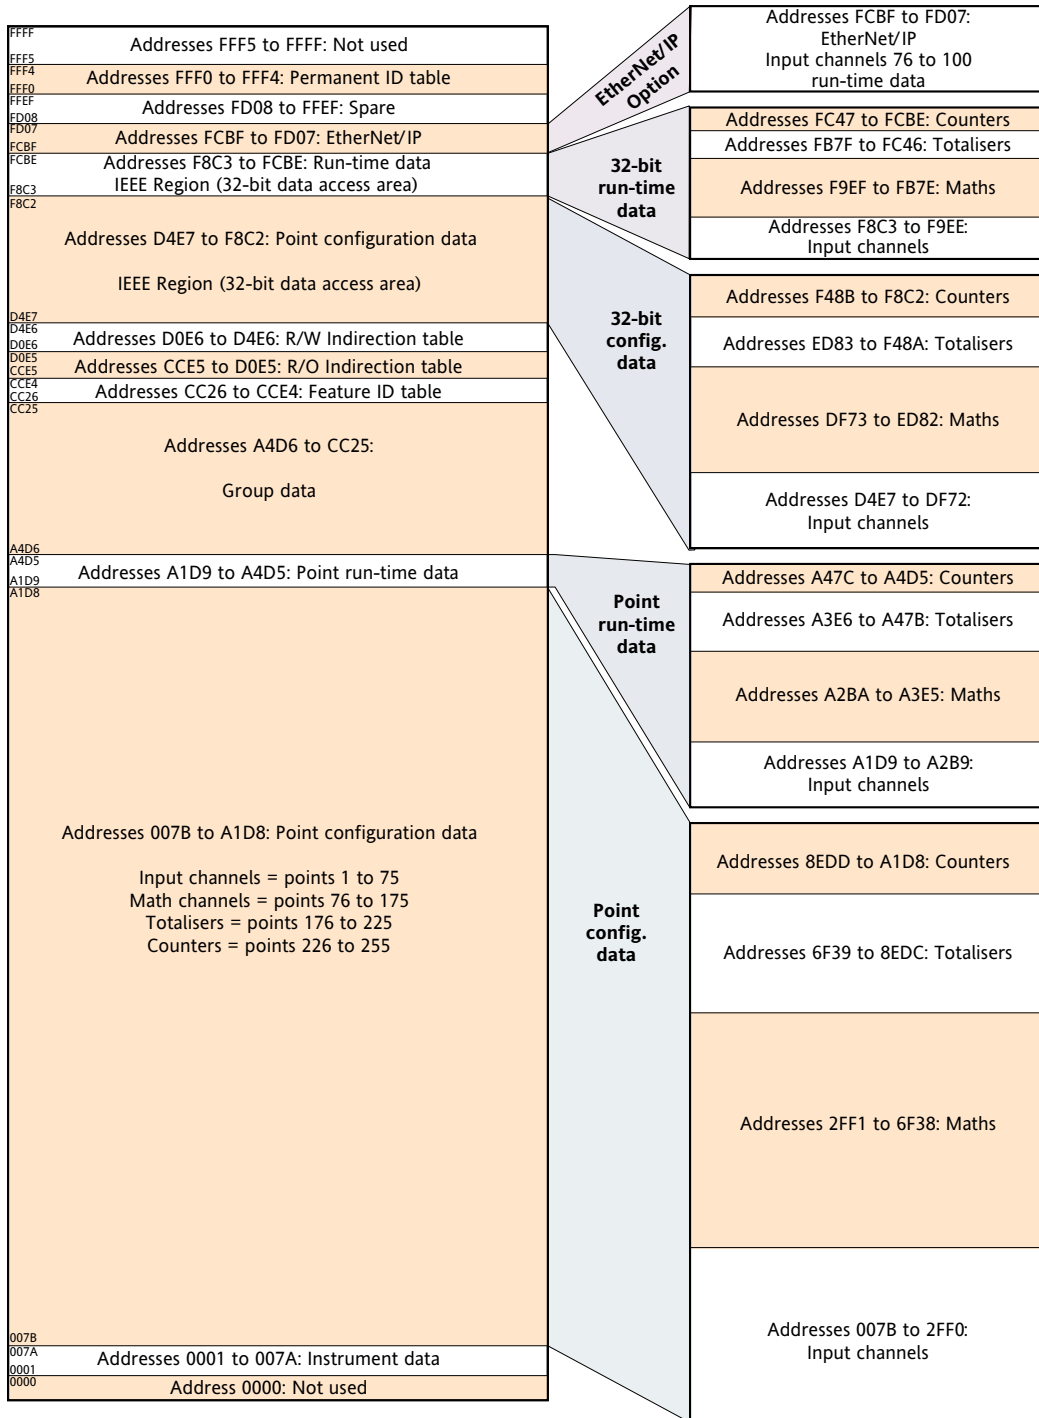 FFFF
Addresses FFF5 to FFFF: Not used
FFF5
FFF4
Addresses FFF0 to FFF4: Permanent ID table
FFF0
FFEF
Addresses FD08 to FFEF: Spare
FD08
FD07
Addresses FCBF to FD07: EtherNet/IP
FCBF
FCBE
Addresses F8C3 to FCBE: Run-time data
IEEE Region (32-bit data access area)
F8C3
F8C2
Addresses D4E7 to F8C2: Point configuration data
IEEE Region (32-bit data access area)
D4E7
D4E6
Addresses D0E6 to D4E6: R/W Indirection table
D0E6
D0E5
Addresses CCE5 to D0E5: R/O Indirection table
CCE5
CCE4
Addresses CC26 to CCE4: Feature ID table
CC26
CC25
Addresses A4D6 to CC25:
Group data
A4D6
A4D5
Addresses A1D9 to A4D5: Point run-time data
A1D9
A1D8
Addresses 007B to A1D8: Point configuration data
Input channels = points 1 to 75
Math channels = points 76 to 175
Totalisers = points 176 to 225
Counters = points 226 to 255
007B
007A
Addresses 0001 to 007A: Instrument data
0001
0000
Address 0000: Not used
EtherNet/IP
Option
Addresses FCBF to FD07:
EtherNet/IP
Input channels 76 to 100
run-time data
32-bit
run-time
data
Addresses FC47 to FCBE: Counters
Addresses FB7F to FC46: Totalisers
Addresses F9EF to FB7E: Maths
Addresses F8C3 to F9EE:
Input channels
32-bit
config.
data
Addresses F48B to F8C2: Counters
Addresses ED83 to F48A: Totalisers
Addresses DF73 to ED82: Maths
Addresses D4E7 to DF72:
Input channels
Point
run-time
data
Addresses A47C to A4D5: Counters
Addresses A3E6 to A47B: Totalisers
Addresses A2BA to A3E5: Maths
Addresses A1D9 to A2B9:
Input channels
Point
config.
data
Addresses 8EDD to A1D8: Counters
Addresses 6F39 to 8EDC: Totalisers
Addresses 2FF1 to 6F38: Maths
Addresses 007B to 2FF0:
Input channels